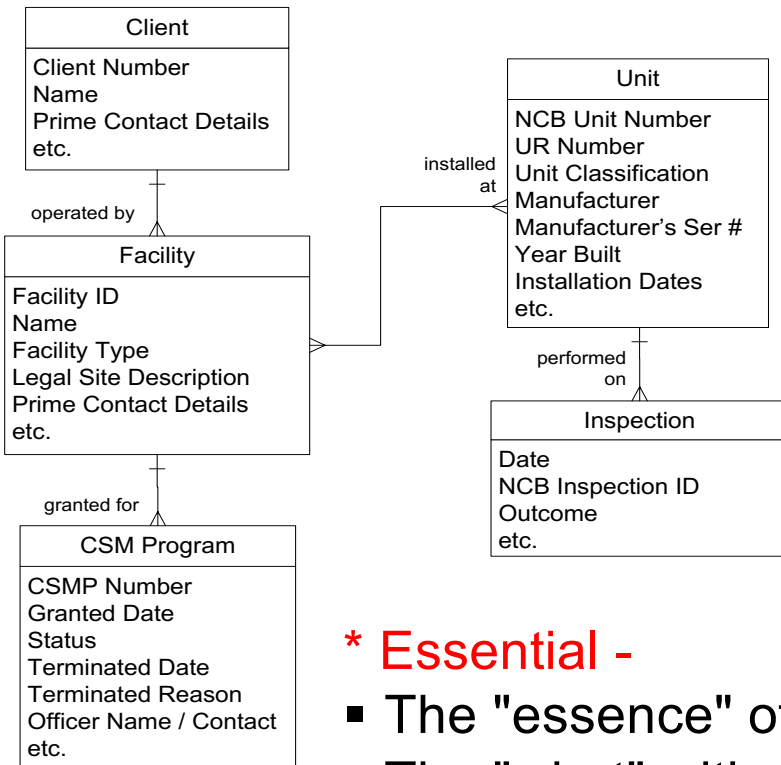 Client
Client Number
Name
Prime Contact Details
etc.
operated by
Facility
Facility ID
Name
Facility Type
Legal Site Description
Prime Contact Details
etc.
granted for
CSM Program
CSMP Number
Granted Date
Status
Terminated Date
Terminated Reason
Officer Name / Contact
etc.
installed
at
Unit
NCB Unit Number
UR Number
Unit Classification
Manufacturer
Manufacturer’s Ser #
Year Built
Installation Dates
etc.
performed
on
Inspection
Date
NCB Inspection ID
Outcome
etc.
* Essential -
▪ The "essence" of